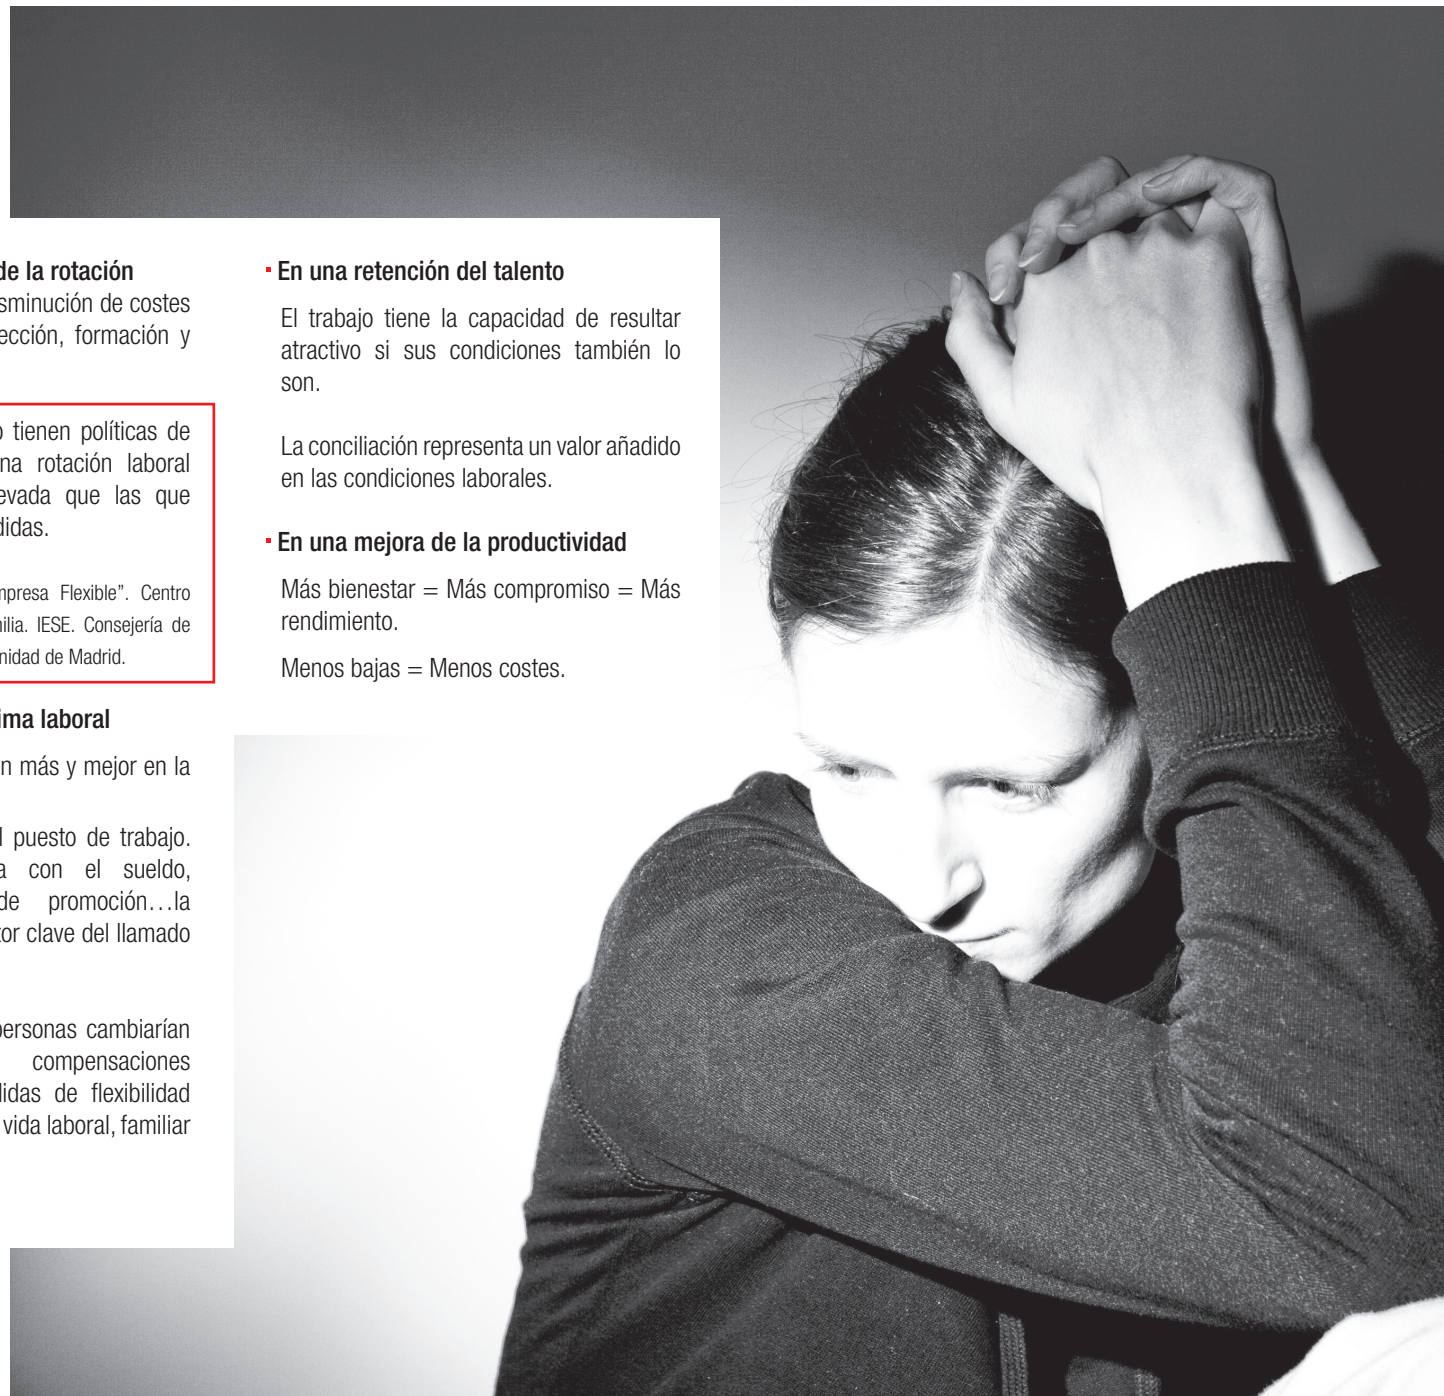 de la rotación
sminución de costes
ección, formación y
o tienen políticas de
na rotación laboral
evada que las que
didas.
mpresa Flexible”. Centro
milia. IESE. Consejería de
nidad de Madrid.
ima laboral
n más y mejor en la
l puesto de trabajo.
a con el sueldo,
de promoción…la
tor clave del llamado
personas cambiarían
compensaciones
didas de flexibilidad
vida laboral, familiar
En una retención del talento
El trabajo tiene la capacidad de resultar
atractivo si sus condiciones también lo
son.
La conciliación representa un valor añadido
en las condiciones laborales.
En una mejora de la productividad
Más bienestar = Más compromiso = Más
rendimiento.
Menos bajas = Menos costes.